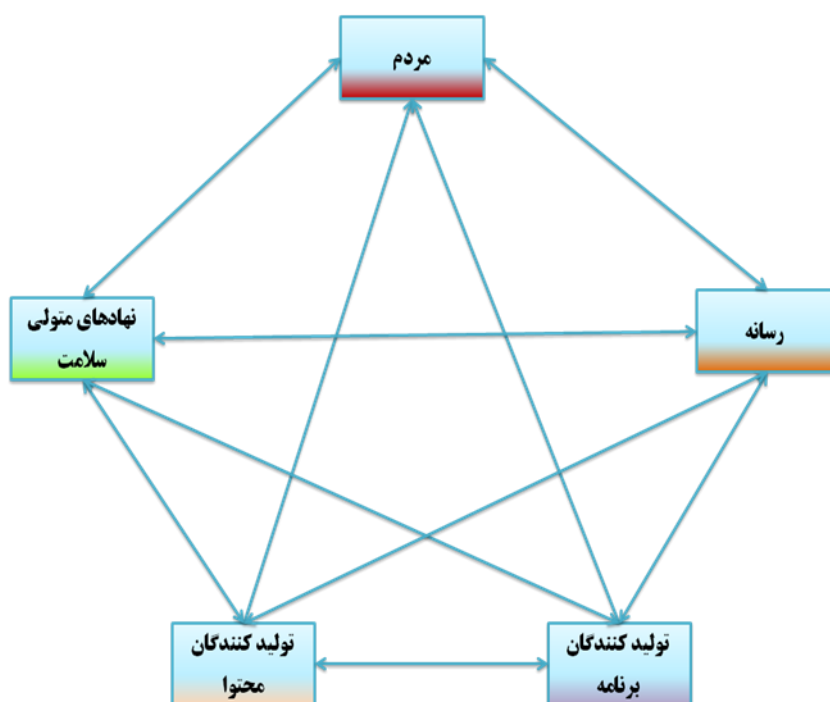 مردم
رسانه
نهادهای متولی
سلامت
تولید کنندگان
برنامه
تولید کنندگان
محتوا